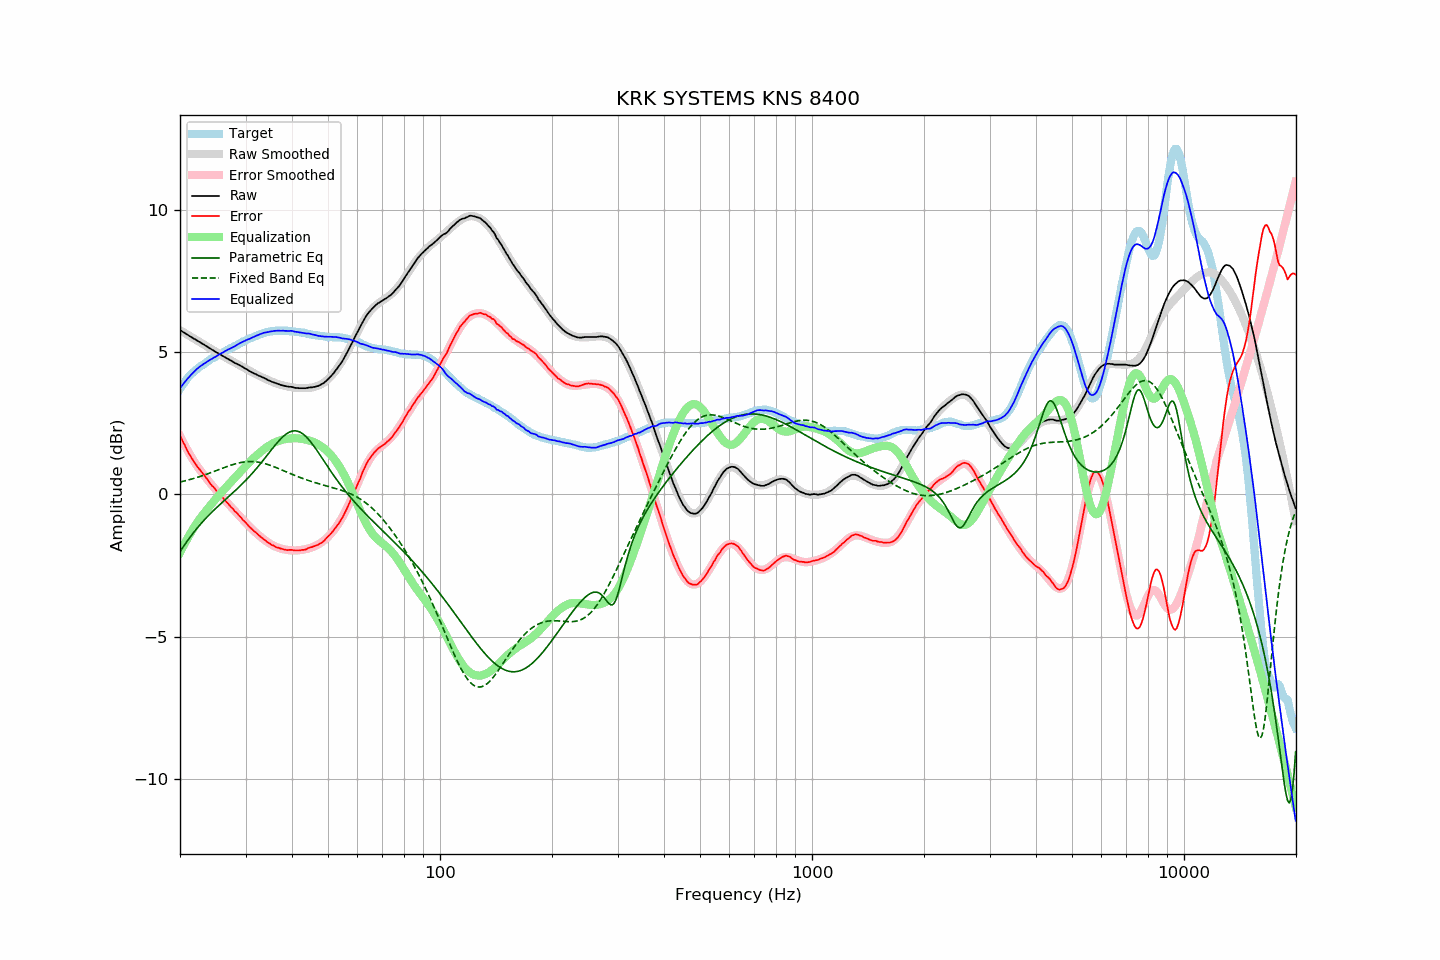 KRK SYSTEMS KNS 8400
Target
Raw Smoothed
Error Smoothed
Raw
Error
Equalization
Parametric Eq
Fixed Band Eq
Equalized
10
5
0
−5
−10
Amplitude (dBr)
100
1000
10000
Frequency (Hz)